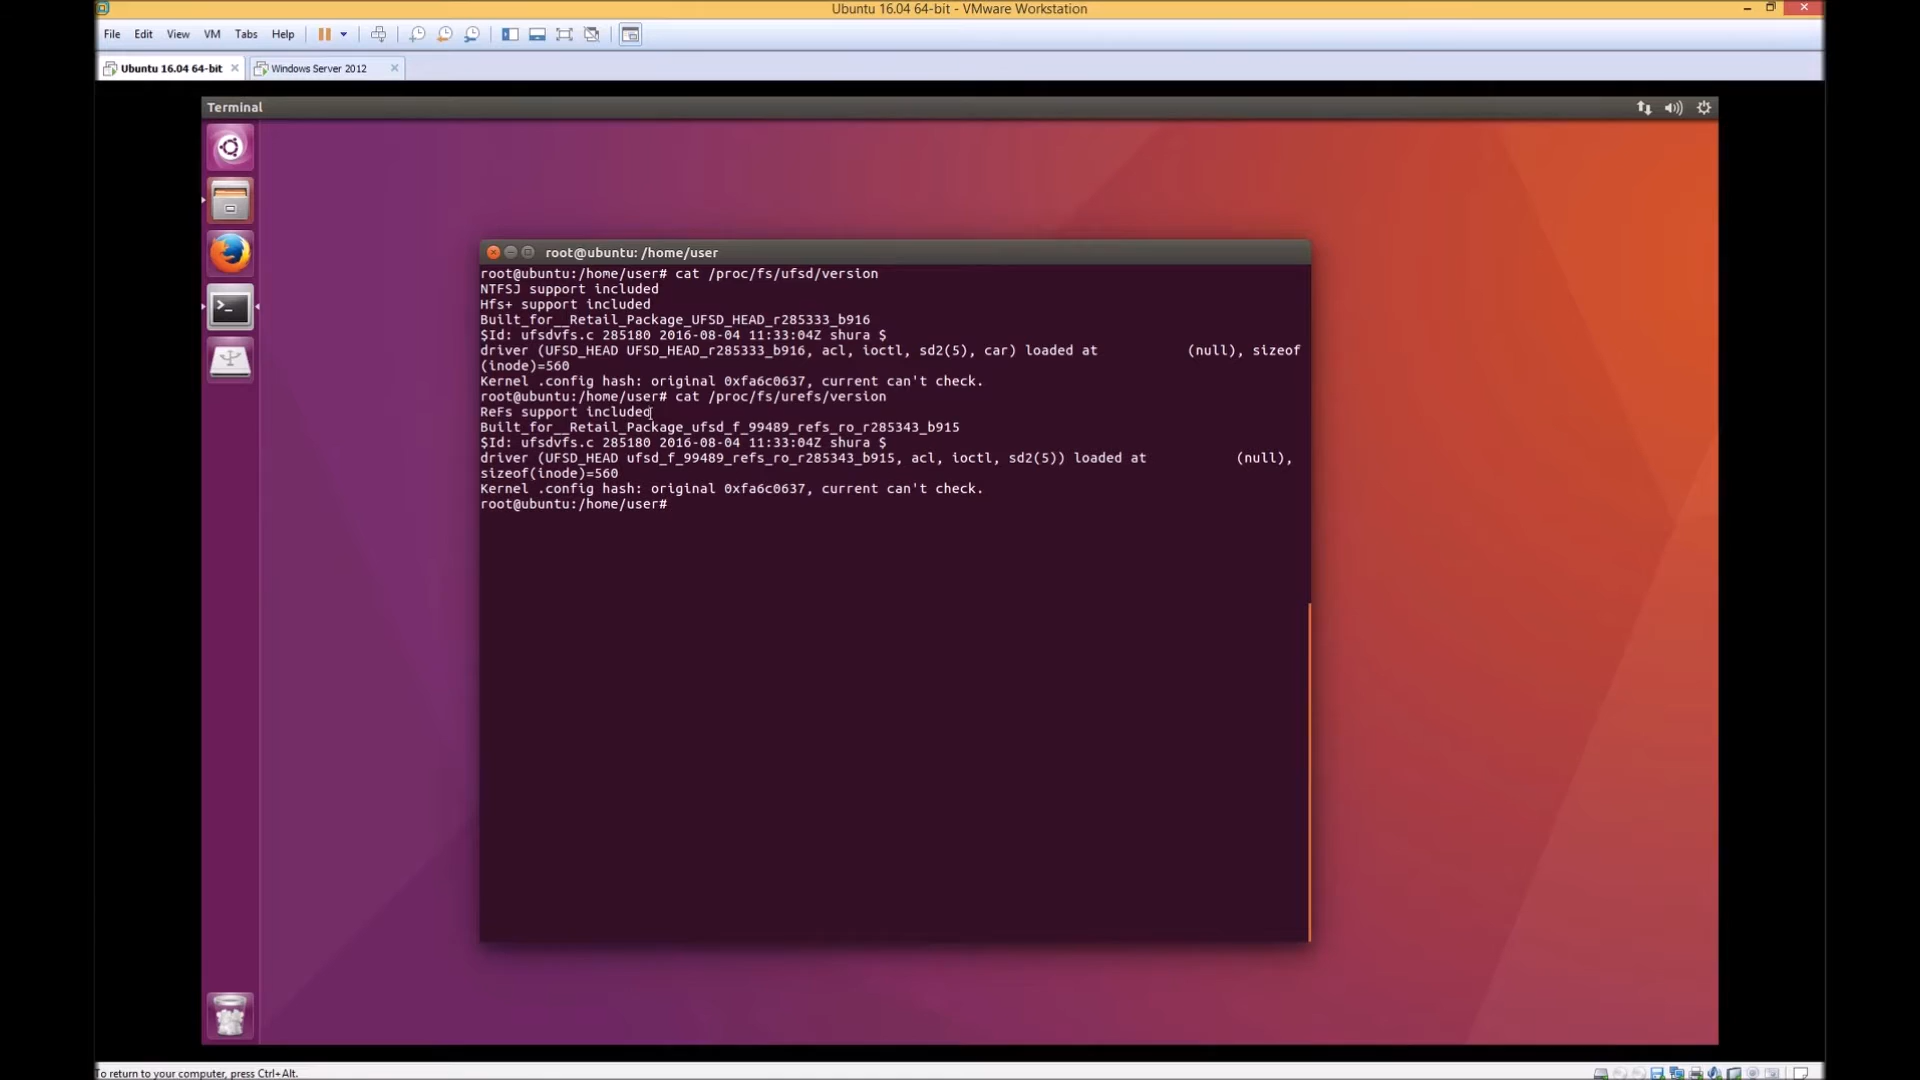 Ubuntu 16.04 64-bit - VMware Workstation
File Edit View VM Tabs Help
Ubuntu 16.04 64-bit Windows Server 2012
Terminal
root@ubuntu: /home/user
root@ubuntu:/home/user# cat /proc/fs/ufsd/version
NTFSJ support included
Hfs+ support included
Built_for__Retail_Package_UFSD_HEAD_r285333_b916
$Id: ufsdvfs.c 285180 2016-08-04 11:33:04Z shura $
driver (UFSD_HEAD UFSD_HEAD_r285333_b916, acl, ioctl, sd2(5), car) loaded at (null), sizeof
(inode)=560
Kernel .config hash: original 0xfa6c0637, current can't check.
root@ubuntu:/home/user# cat /proc/fs/urefs/version
ReFs support included
Built_for__Retail_Package_ufsd_f_99489_refs_ro_r285343_b915
$Id: ufsdvfs.c 285180 2016-08-04 11:33:04Z shura $
driver (UFSD_HEAD ufsd_f_99489_refs_ro_r285343_b915, acl, ioctl, sd2(5)) loaded at (null),
sizeof(inode)=560
Kernel .config hash: original 0xfa6c0637, current can't check.
root@ubuntu:/home/user#
To return to your computer, press Ctrl+Alt.